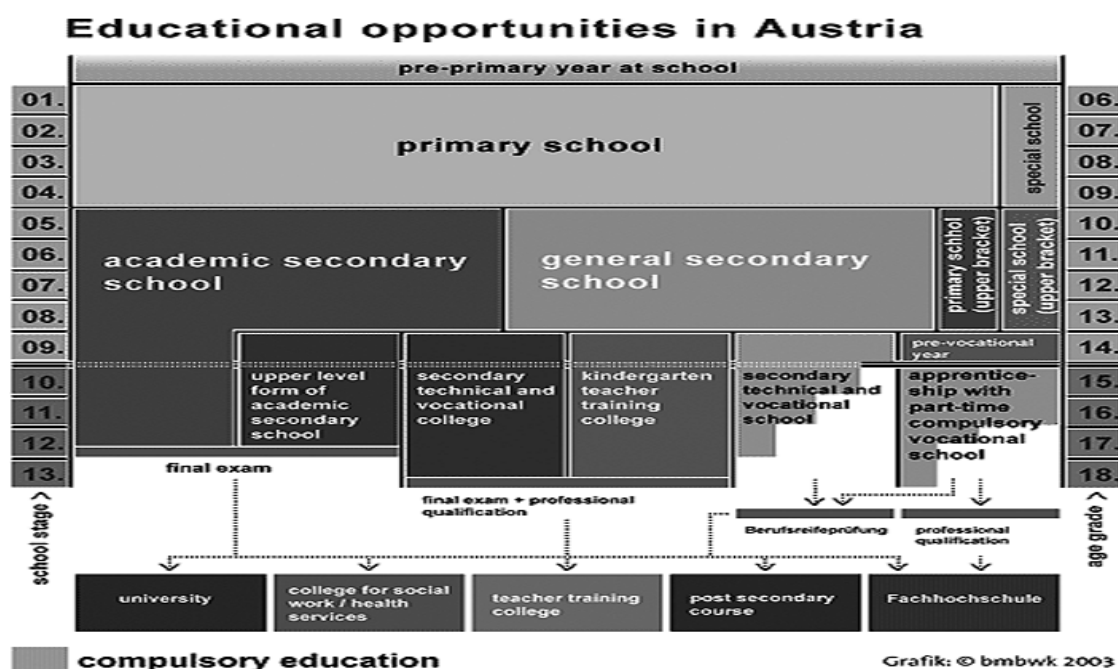 Educational opportunities in Austria
pre-primary year at school
01.
02.
03.
04.
05.
06.
07.
08.
09.
10.
11.
12.
13.
primary school
special school
06.
07.
08.
09.
10.
11.
12.
13.
14.
15.
16.
17.
18.
academic secondary
school
general secondary
school
primary schhol
(upper bracket)
special school
(upper bracket)
pre-vocational
year
upper level
form of
academic
secondary
school
secondary
technical and
vocational
college
kindergarten
teacher
training
college
secondary
technical and
vocational
school
apprentice-
ship with
part-time
compulsory
vocational
school
final exam
final exam + professional
qualification
Berufsreifeprüfung
professional
qualification
school stage >
age grade >
university
college for social
work / health
services
teacher training
college
post secondary
course
Fachhochschule
compulsory education
Grafik: © bmbwk 2003